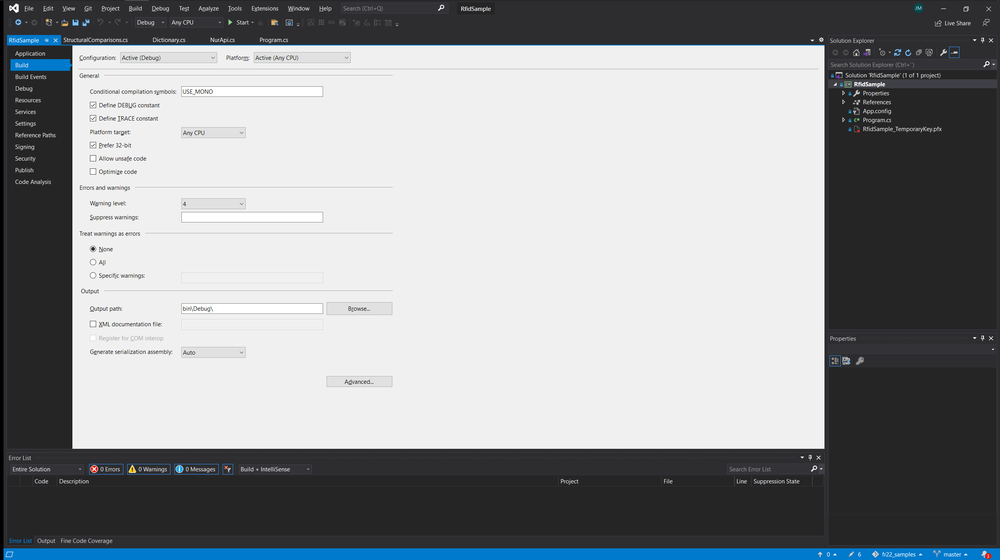 File Edit View Git Project Build Debug Test Analyze Tools Extensions Window Help Search (Ctrl+Q) RfidSample JM
Debug Any CPU Start SQL SQL Live Share
RfidSample StructuralComparisons.cs Dictionary.cs NurApi.cs Program.cs
Application
Build
Build Events
Debug
Resources
Services
Settings
Reference Paths
Signing
Security
Publish
Code Analysis
Configuration: Active (Debug) Platform: Active (Any CPU)
General
Conditional compilation symbols: USE_MONO
Define DEBUG constant
Define TRACE constant
Platform target: Any CPU
Prefer 32-bit
Allow unsafe code
Optimize code
Errors and warnings
Warning level: 4
Suppress warnings:
Treat warnings as errors
None
All
Specific warnings:
Output
Output path: bin\Debug\ Browse...
XML documentation file:
Register for COM interop
Generate serialization assembly: Auto
Advanced...
Solution Explorer
Search Solution Explorer (Ctrl+¨)
Solution 'RfidSample' (1 of 1 project)
C# RfidSample
Properties
References
App.config
C# Program.cs
RfidSample_TemporaryKey.pfx
Properties
Error List
Entire Solution 0 Errors 0 Warnings 0 Messages Build + IntelliSense Search Error List
Code Description Project File Line Suppression State
Error List Output Fine Code Coverage
0 6 fr22_samples master 3